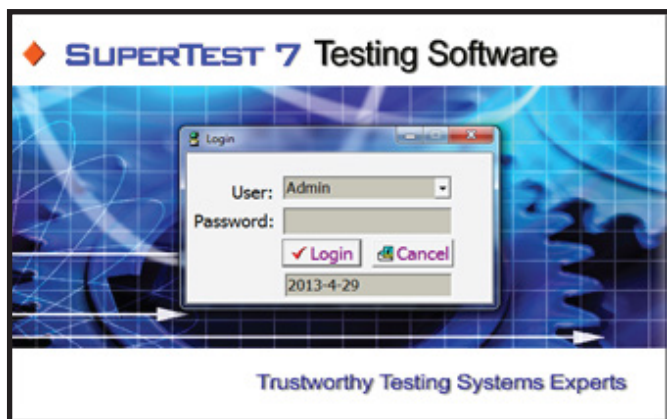 SUPERTEST 7 Testing Software
Login
User: Admin
Password:
Login Cancel
2013-4-29
Trustworthy Testing Systems Experts